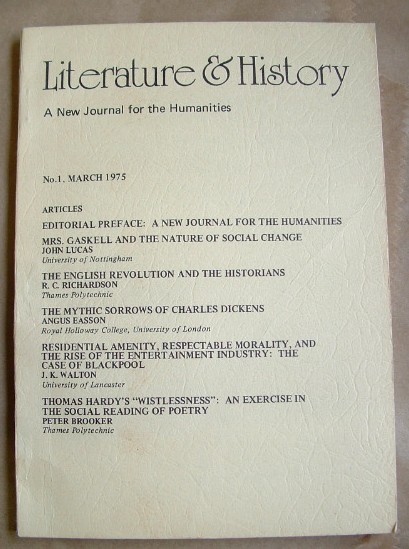 Literature & History
A New Journal for the Humanities
No.1. MARCH 1975
ARTICLES
EDITORIAL PREFACE: A NEW JOURNAL FOR THE HUMANITIES
MRS. GASKELL AND THE NATURE OF SOCIAL CHANGE
JOHN LUCAS
University of Nottingham
THE ENGLISH REVOLUTION AND THE HISTORIANS
R. C. RICHARDSON
Thames Polytechnic
THE MYTHIC SORROWS OF CHARLES DICKENS
ANGUS EASSON
Royal Holloway College, University of London
RESIDENTIAL AMENITY, RESPECTABLE MORALITY, AND
THE RISE OF THE ENTERTAINMENT INDUSTRY: THE
CASE OF BLACKPOOL
J. K. WALTON
University of Lancaster
THOMAS HARDY'S "WISTLESSNESS": AN EXERCISE IN
THE SOCIAL READING OF POETRY
PETER BROOKER
Thames Polytechnic